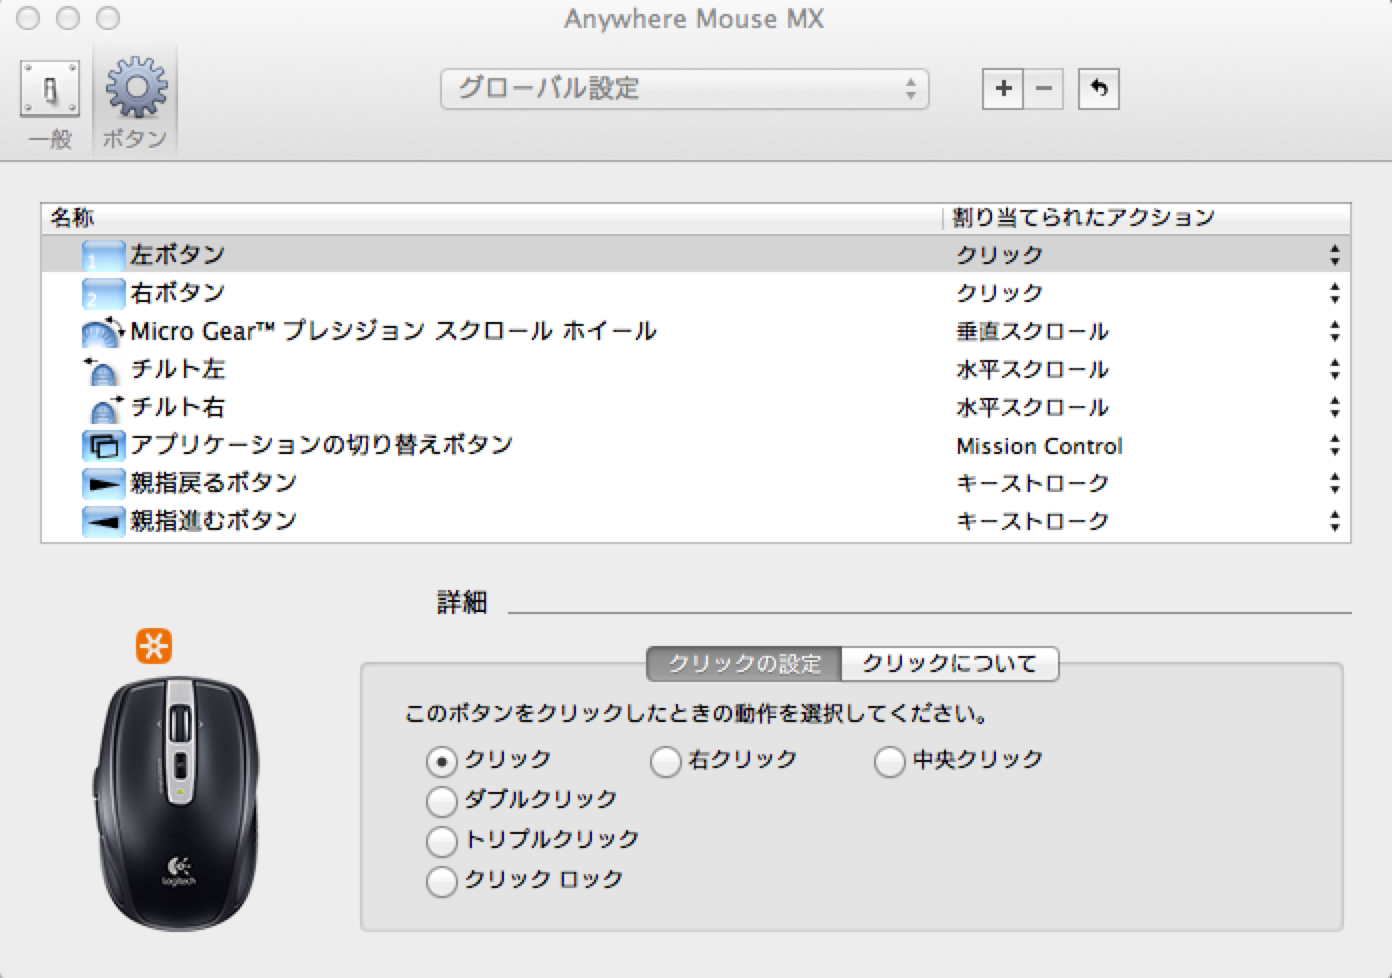 Anywhere Mouse MX
グローバル設定
一般
ボタン
名称 割り当てられたアクション
1 左ボタン クリック
2 右ボタン クリック
Micro Gear™ プレシジョン スクロール ホイール 垂直スクロール
チルト左 水平スクロール
チルト右 水平スクロール
アプリケーションの切り替えボタン Mission Control
親指戻るボタン キーストローク
親指進むボタン キーストローク
詳細
クリックの設定 クリックについて
このボタンをクリックしたときの動作を選択してください。
クリック 右クリック 中央クリック
ダブルクリック
トリプルクリック
クリック ロック
Logitech